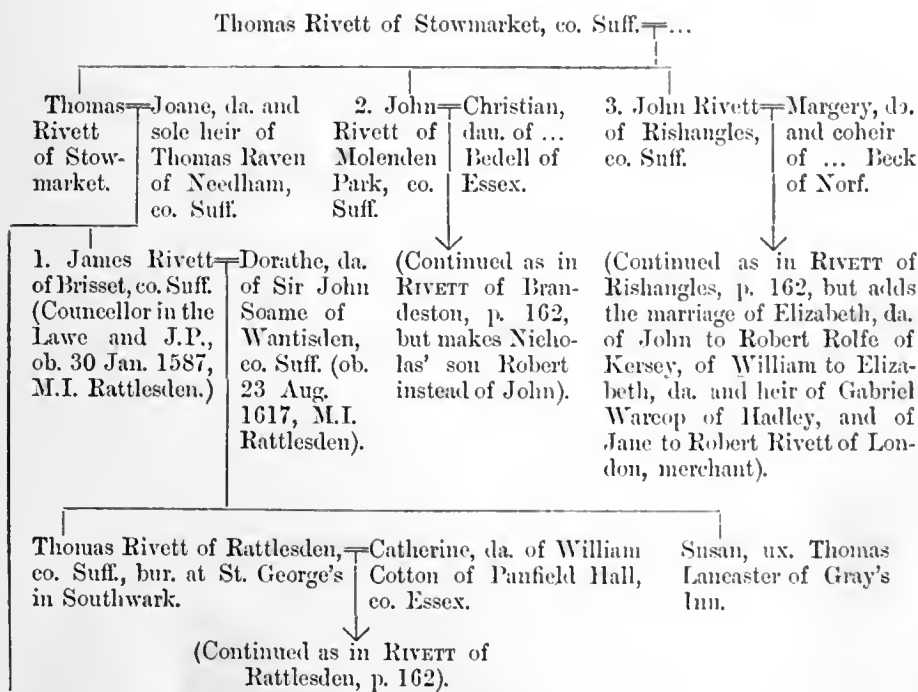 Thomas Rivett of Stowmarket, co. Suff.=...
Thomas=
Rivett
of Stow-
market.
Joane, da. and
sole heir of
Thomas Raven
of Needham,
co. Suff.
2. John=
Rivett of
Molenden
Park, co.
Suff.
Christian,
dau. of ...
Bedell of
Essex.
3. John Rivett=
of Rishangles,
co. Suff.
Margery, da.
and coheir
of ... Beck
of Norf.
1. James Rivett=
of Brisset, co. Suff.
(Councellor in the
Lawe and J.P.,
ob. 30 Jan. 1587,
M.I. Rattlesden.)
Dorathe, da.
of Sir John
Soame of
Wantisden,
co. Suff. (ob.
23 Aug.
1617, M.I.
Rattlesden).
(Continued as in
RIVETT of Bran-
deston, p. 162,
but makes Nicho-
las' son Robert
instead of John).
(Continued as in RIVETT of
Rishangles, p. 162, but adds
the marriage of Elizabeth, da.
of John to Robert Rolfe of
Kersey, of William to Eliza-
beth, da. and heir of Gabriel
Warcop of Hadley, and of
Jane to Robert Rivett of Lon-
don, merchant).
Thomas Rivett of Rattlesden,=
co. Suff., bur. at St. George's
in Southwark.
Catherine, da. of William
Cotton of Panfield Hall,
co. Essex.
Susan, ux. Thomas
Lancaster of Gray's
Inn.
(Continued as in RIVETT of
Rattlesden, p. 162).